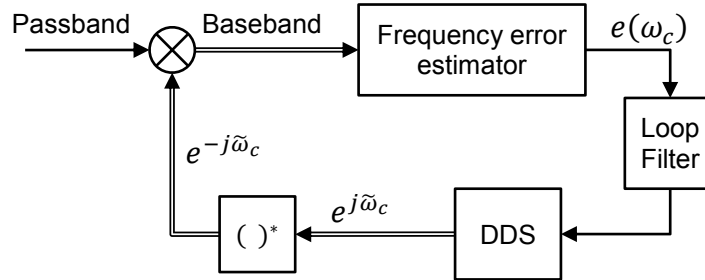 Passband
Baseband
Frequency error
estimator
e(ω_c)
Loop
Filter
DDS
e^{jω̃_c}
( )*
e^{-jω̃_c}